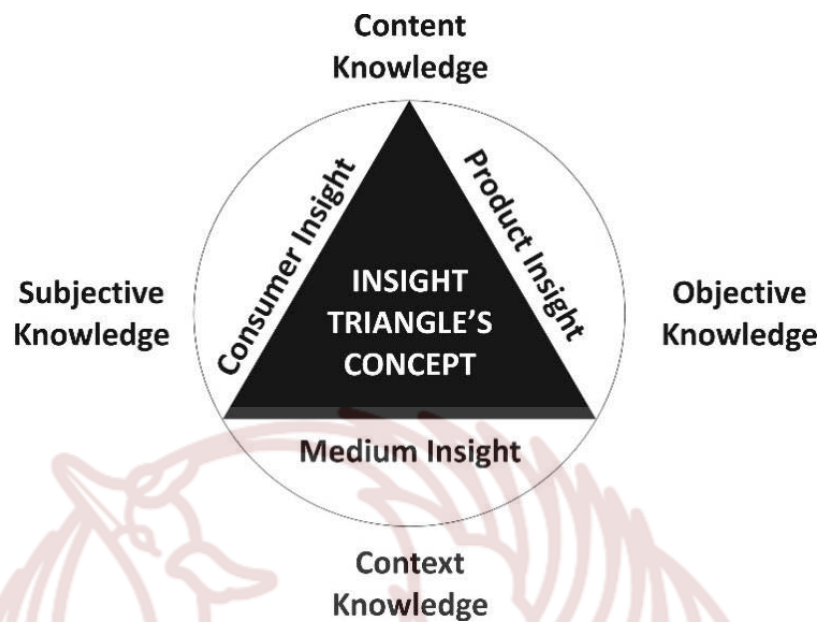 Content
Knowledge
Consumer Insight
Product Insight
Subjective
Knowledge
INSIGHT
TRIANGLE'S
CONCEPT
Objective
Knowledge
Medium Insight
Context
Knowledge